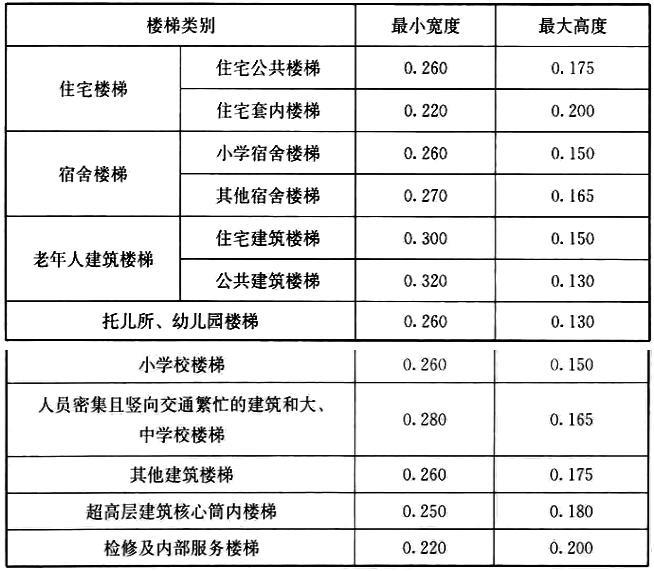 楼梯类别 最小宽度 最大高度
住宅楼梯 住宅公共楼梯 0.260 0.175
住宅套内楼梯 0.220 0.200
宿舍楼梯 小学宿舍楼梯 0.260 0.150
其他宿舍楼梯 0.270 0.165
老年人建筑楼梯 住宅建筑楼梯 0.300 0.150
公共建筑楼梯 0.320 0.130
托儿所、幼儿园楼梯 0.260 0.130
小学校楼梯 0.260 0.150
人员密集且竖向交通繁忙的建筑和大、
中学校楼梯 0.280 0.165
其他建筑楼梯 0.260 0.175
超高层建筑核心筒内楼梯 0.250 0.180
检修及内部服务楼梯 0.220 0.200